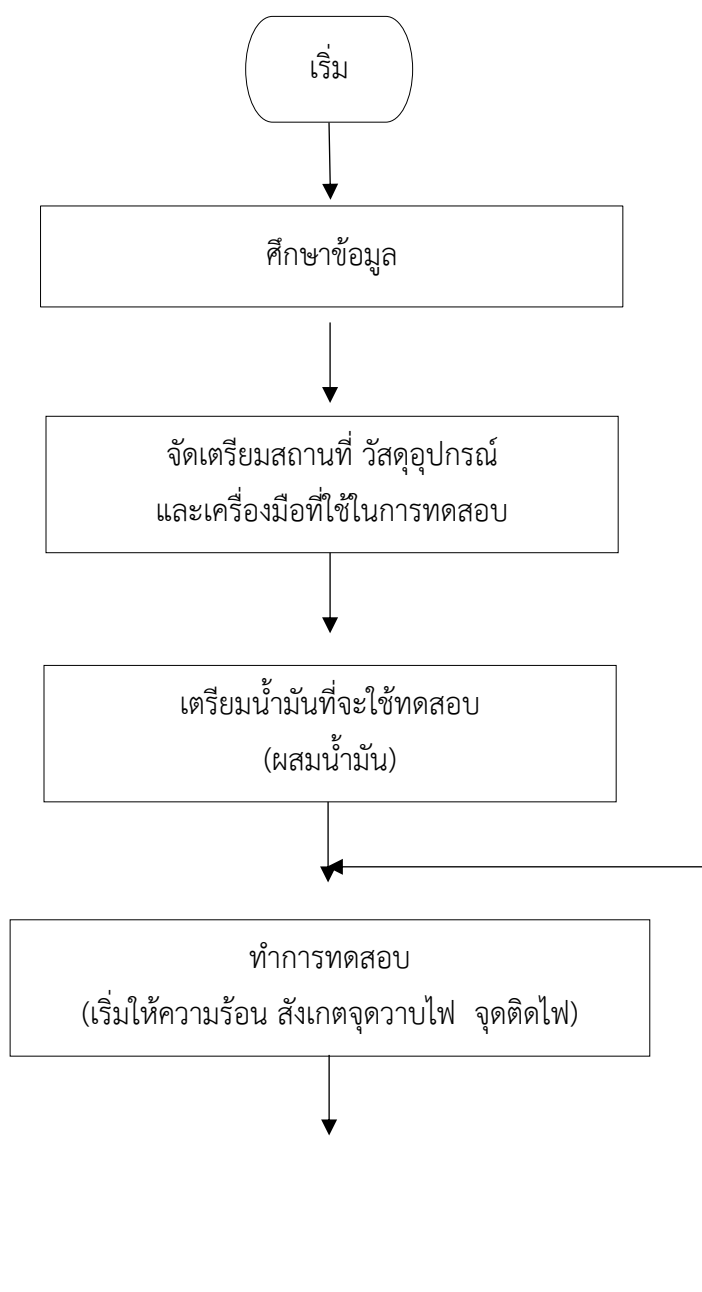 เริ่ม
ศึกษาข้อมูล
จัดเตรียมสถานที่ วัสดุอุปกรณ์
และเครื่องมือที่ใช้ในการทดสอบ
เตรียมน้ำมันที่จะใช้ทดสอบ
(ผสมน้ำมัน)
ทำการทดสอบ
(เริ่มให้ความร้อน สังเกตจุดวาบไฟ จุดติดไฟ)